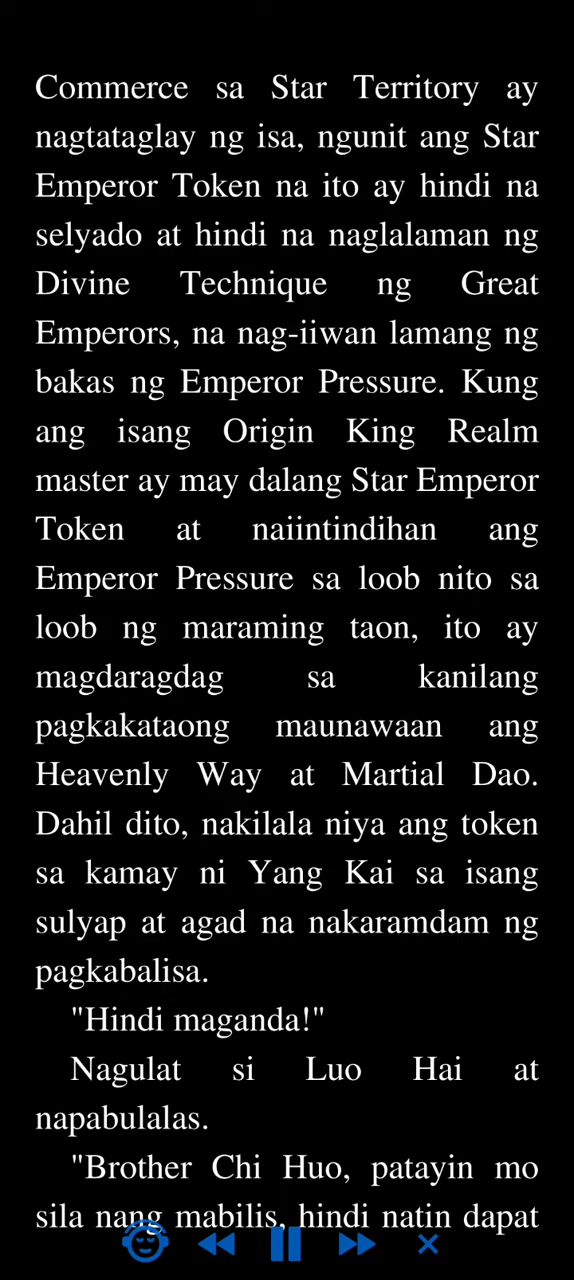 Commerce sa Star Territory ay
nagtataglay ng isa, ngunit ang Star
Emperor Token na ito ay hindi na
selyado at hindi na naglalaman ng
Divine Technique ng Great
Emperors, na nag-iiwan lamang ng
bakas ng Emperor Pressure. Kung
ang isang Origin King Realm
master ay may dalang Star Emperor
Token at naiintindihan ang
Emperor Pressure sa loob nito sa
loob ng maraming taon, ito ay
magdaragdag sa kanilang
pagkakataong maunawaan ang
Heavenly Way at Martial Dao.
Dahil dito, nakilala niya ang token
sa kamay ni Yang Kai sa isang
sulyap at agad na nakaramdam ng
pagkabalisa.
"Hindi maganda!"
Nagulat si Luo Hai at
napabulalas.
"Brother Chi Huo, patayin mo
sila nang mabilis, hindi natin dapat